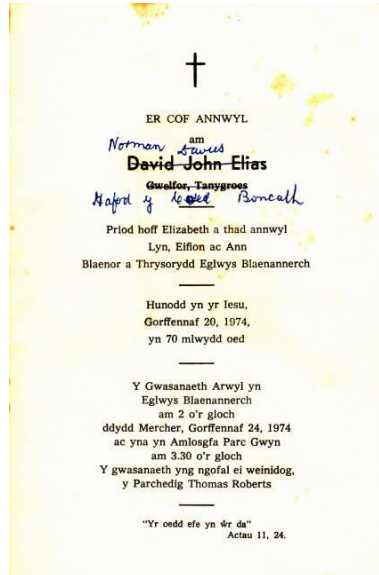 ER COF ANNWYL
am
Norman Davies
David John Elias
Gwelfor, Tanygroes
Hafod y Coed Boncath
Priod hoff Elizabeth a thad annwyl
Lyn, Eifion ac Ann
Blaenor a Thrysorydd Eglwys Blaenannerch
Hunodd yn yr Iesu,
Gorffennaf 20, 1974,
yn 70 mlwydd oed
Y Gwasanaeth Arwyl yn
Eglwys Blaenannerch
am 2 o'r gloch
ddydd Mercher, Gorffennaf 24, 1974
ac yna yn Amlosgfa Parc Gwyn
am 3.30 o'r gloch
Y gwasanaeth yng ngofal ei weinidog,
y Parchedig Thomas Roberts
"Yr oedd efe yn ŵr da"
Actau 11, 24.